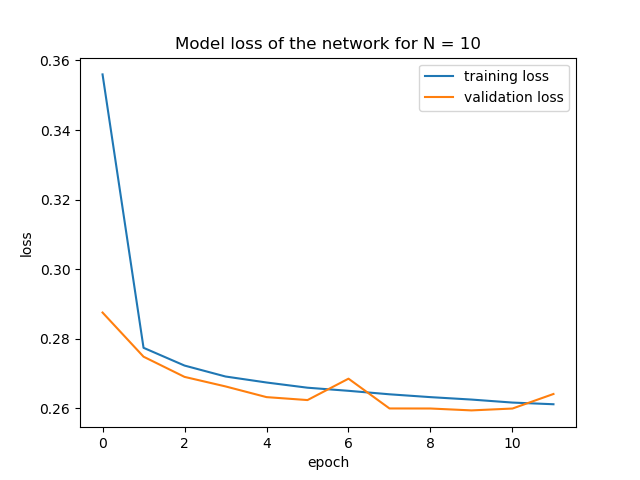 Model loss of the network for N = 10
training loss
validation loss
loss
0.36
0.34
0.32
0.30
0.28
0.26
0 2 4 6 8 10
epoch